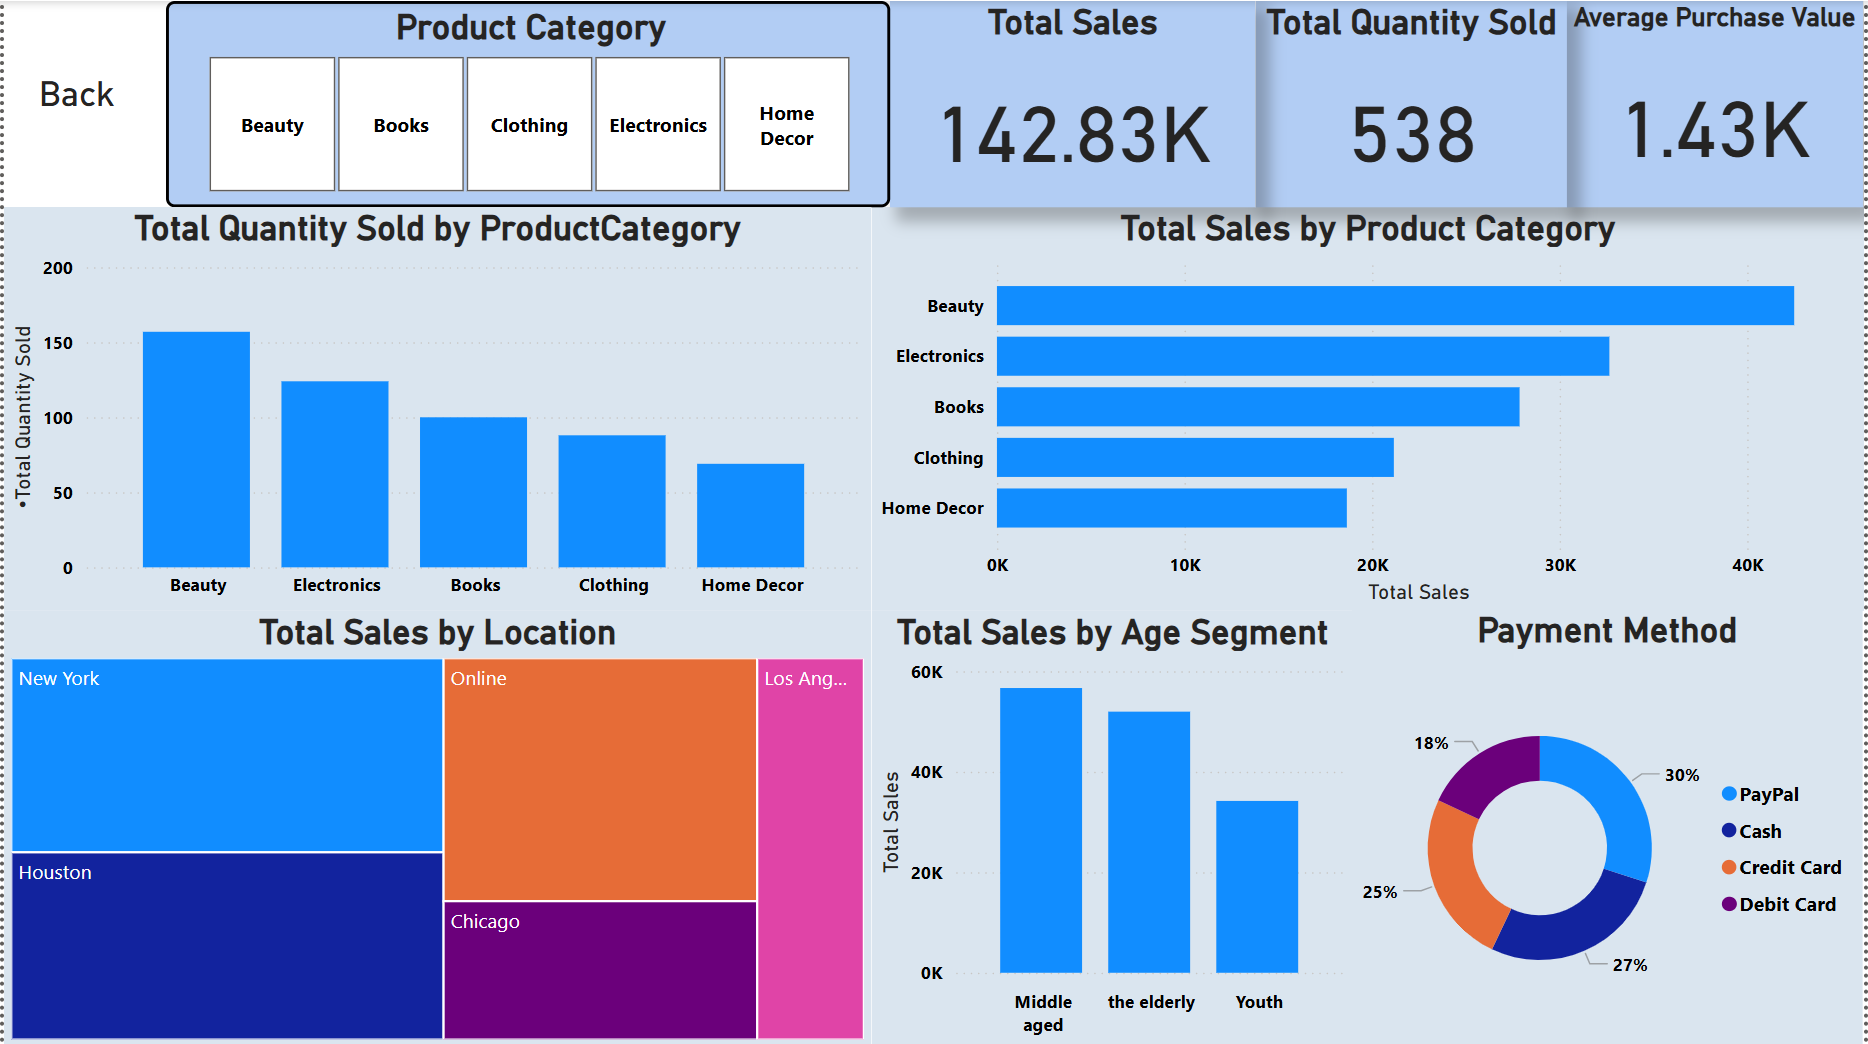 Back
Product Category
Beauty
Books
Clothing
Electronics
Home
Decor
Total Sales
142.83K
Total Quantity Sold
538
Average Purchase Value
1.43K
Total Quantity Sold by ProductCategory
•Total Quantity Sold
200
150
100
50
0
Beauty
Electronics
Books
Clothing
Home Decor
Total Sales by Product Category
Beauty
Electronics
Books
Clothing
Home Decor
0K
10K
20K
30K
40K
Total Sales
Total Sales by Location
New York
Houston
Online
Chicago
Los Ang...
Total Sales by Age Segment
Total Sales
60K
40K
20K
0K
Middle
aged
the elderly
Youth
Payment Method
18%
30%
25%
27%
PayPal
Cash
Credit Card
Debit Card